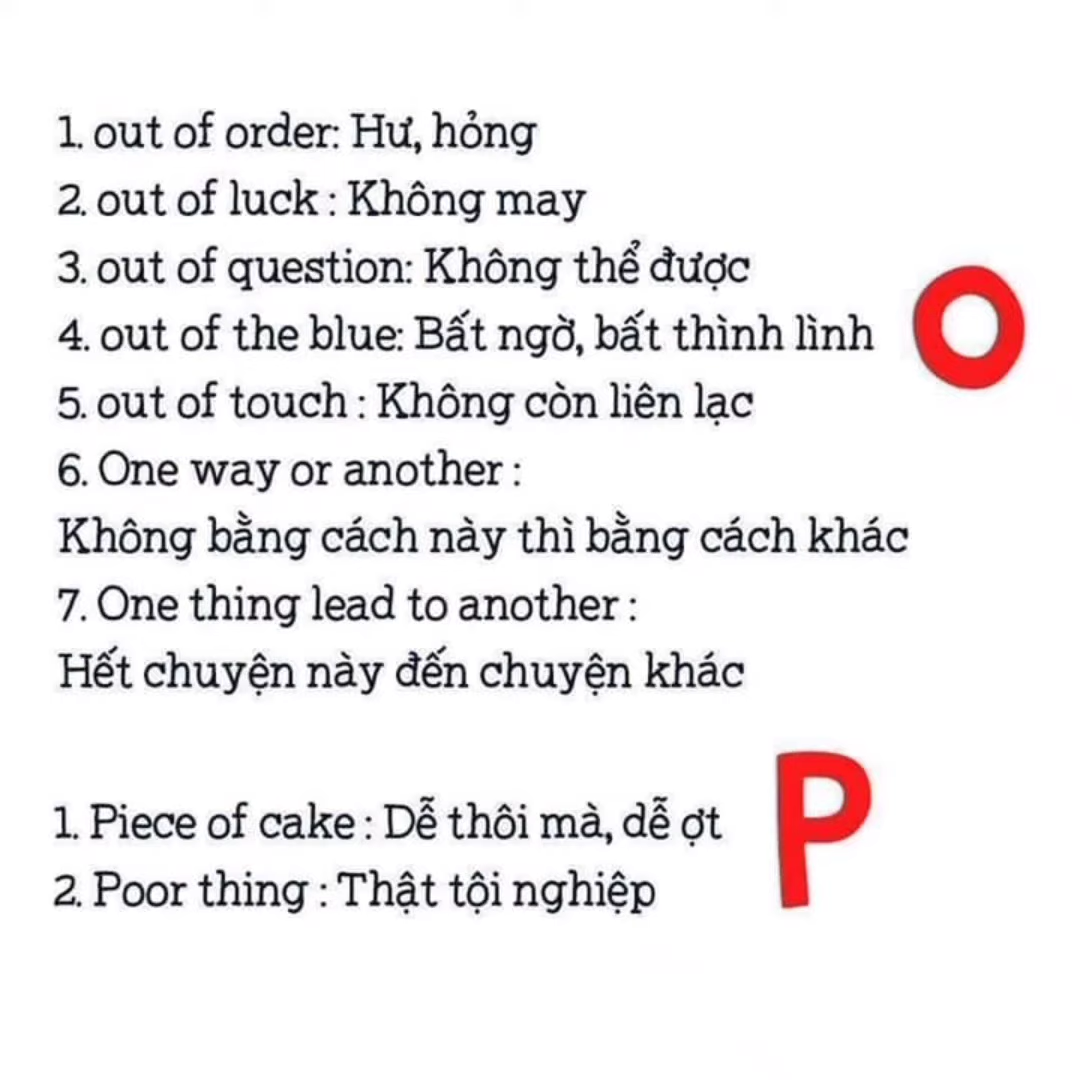 1. out of order: Hư, hỏng
2. out of luck : Không may
3. out of question: Không thể được
4. out of the blue: Bất ngờ, bất thình lình
O
5. out of touch : Không còn liên lạc
6. One way or another :
Không bằng cách này thì bằng cách khác
7. One thing lead to another :
Hết chuyện này đến chuyện khác
P
1. Piece of cake : Dễ thôi mà, dễ ợt
2. Poor thing : Thật tội nghiệp